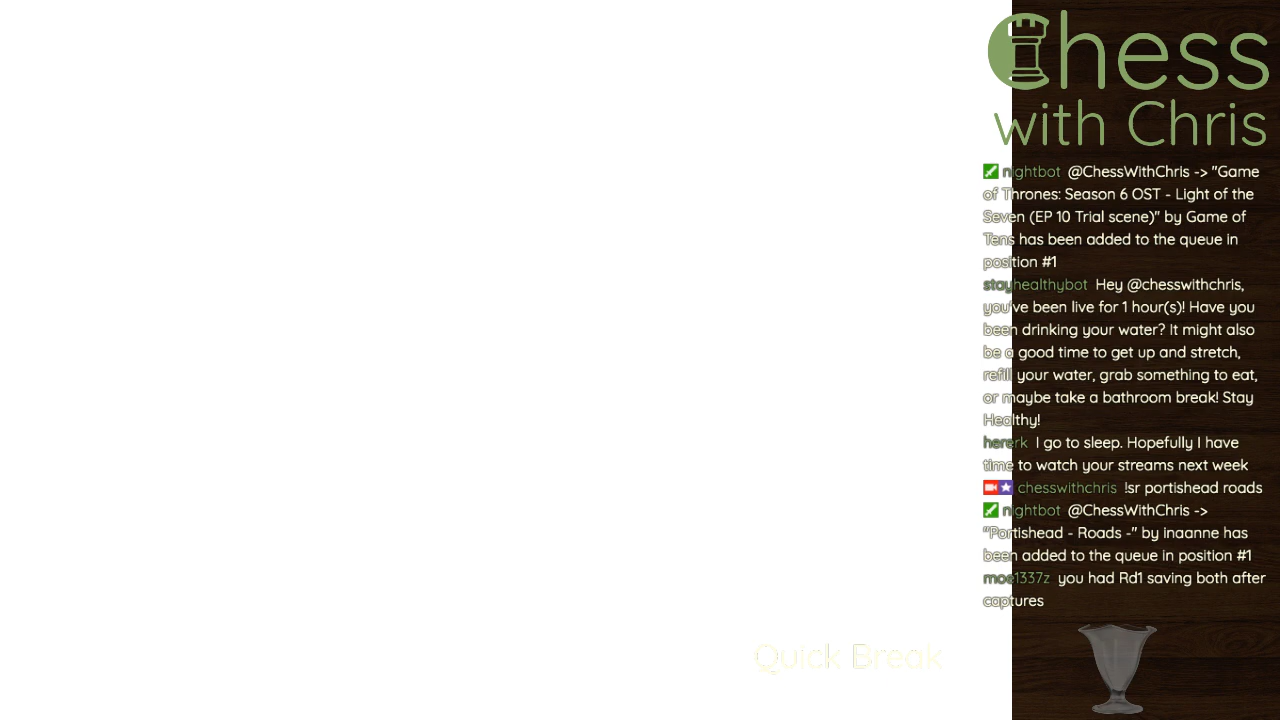 Chess
with Chris
nightbot @ChessWithChris -> "Game
of Thrones: Season 6 OST - Light of the
Seven (EP 10 Trial scene)" by Game of
Tens has been added to the queue in
position #1
stayhealthybot Hey @chesswithchris,
you've been live for 1 hour(s)! Have you
been drinking your water? It might also
be a good time to get up and stretch,
refill your water, grab something to eat,
or maybe take a bathroom break! Stay
Healthy!
hererk I go to sleep. Hopefully I have
time to watch your streams next week
chesswithchris !sr portishead roads
nightbot @ChessWithChris ->
"Portishead - Roads -" by inaanne has
been added to the queue in position #1
moe1337z you had Rd1 saving both after
captures
Quick Break